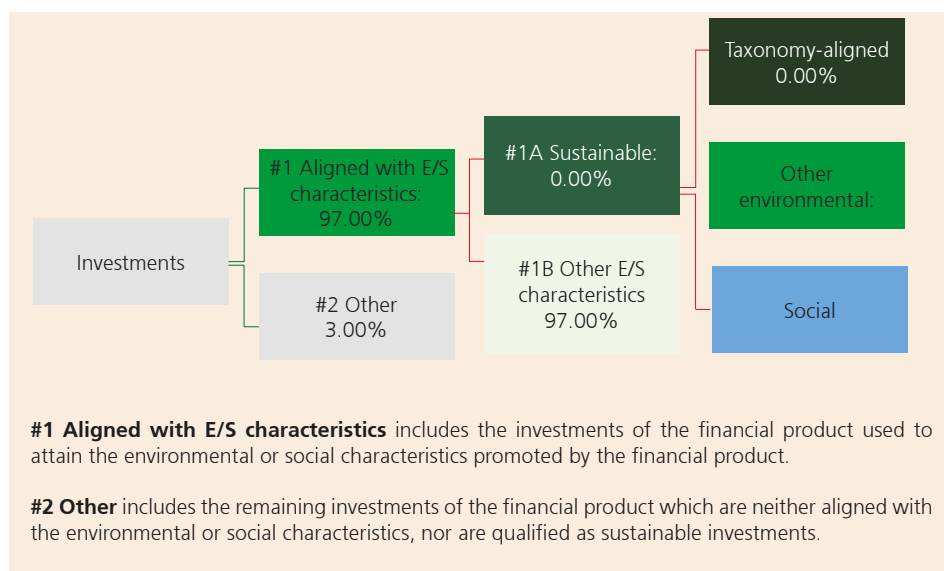 Investments
#1 Aligned with E/S
characteristics:
97.00%
#2 Other
3.00%
#1A Sustainable:
0.00%
#1B Other E/S
characteristics
97.00%
Taxonomy-aligned
0.00%
Other
environmental:
Social
#1 Aligned with E/S characteristics includes the investments of the financial product used to
attain the environmental or social characteristics promoted by the financial product.
#2 Other includes the remaining investments of the financial product which are neither aligned with
the environmental or social characteristics, nor are qualified as sustainable investments.